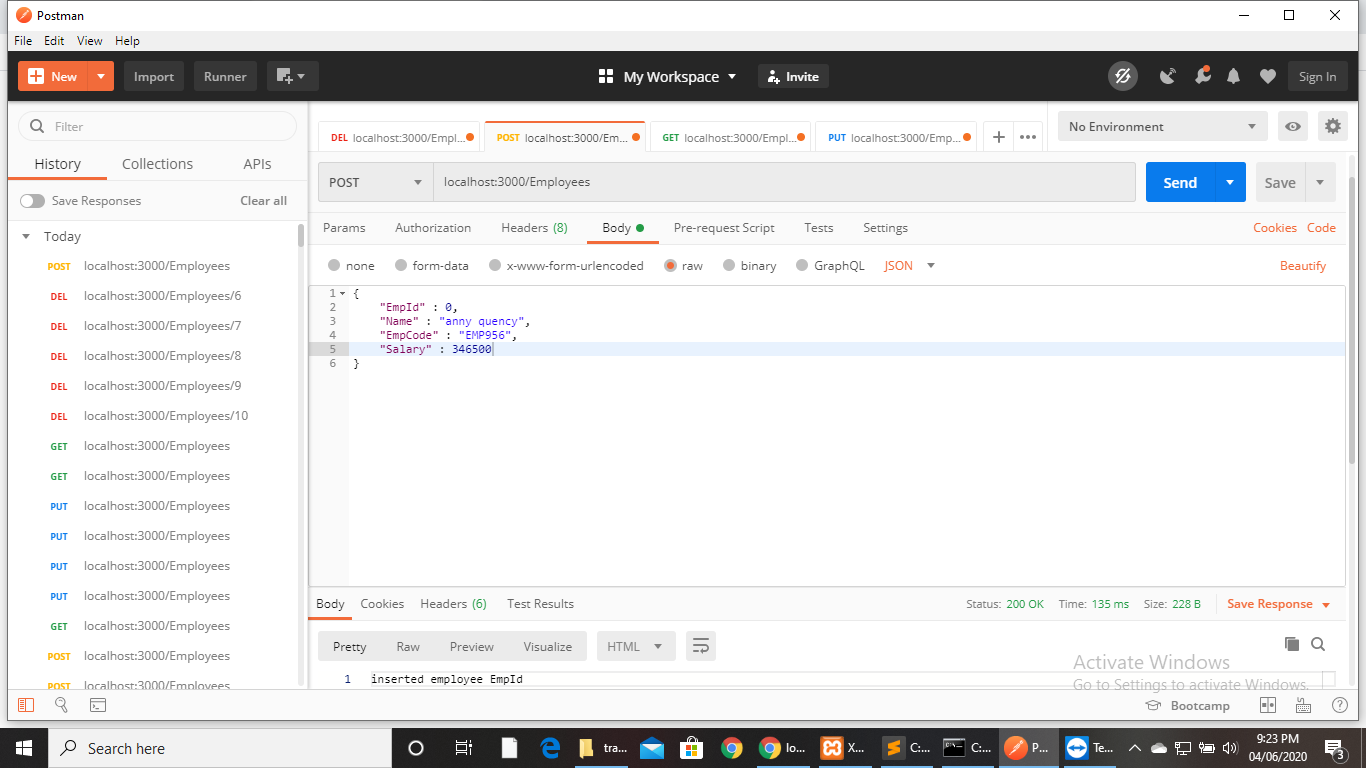 Postman
File Edit View Help
New Import Runner My Workspace Invite Sign In
Filter
History Collections APIs
Save Responses Clear all
Today
POST localhost:3000/Employees
DEL localhost:3000/Employees/6
DEL localhost:3000/Employees/7
DEL localhost:3000/Employees/8
DEL localhost:3000/Employees/9
DEL localhost:3000/Employees/10
GET localhost:3000/Employees
GET localhost:3000/Employees
PUT localhost:3000/Employees
PUT localhost:3000/Employees
PUT localhost:3000/Employees
PUT localhost:3000/Employees
GET localhost:3000/Employees
POST localhost:3000/Employees
POST localhost:3000/Employees
DEL localhost:3000/Empl... POST localhost:3000/Em... GET localhost:3000/Empl... PUT localhost:3000/Emp... No Environment
POST localhost:3000/Employees Send Save
Params Authorization Headers (8) Body Pre-request Script Tests Settings Cookies Code
none form-data x-www-form-urlencoded raw binary GraphQL JSON Beautify
1 {
2 "EmpId" : 0,
3 "Name" : "anny quency",
4 "EmpCode" : "EMP956",
5 "Salary" : 346500
6 }
Body Cookies Headers (6) Test Results Status: 200 OK Time: 135 ms Size: 228 B Save Response
Pretty Raw Preview Visualize HTML
1 inserted employee EmpId
Activate Windows
Go to Settings to activate Windows.
Bootcamp
Search here tra... lo... X... C:... C:... P... Te... 9:23 PM
04/06/2020 3